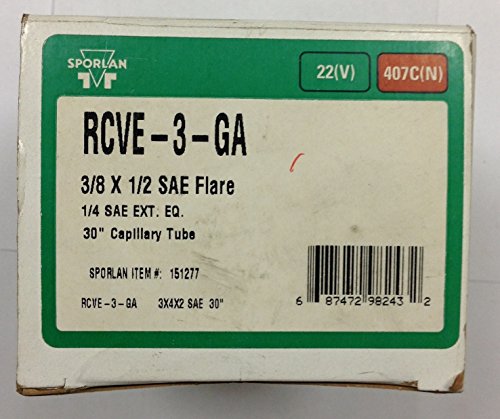 SPORLAN
22(V)
407C(N)
RCVE-3-GA
3/8 X 1/2 SAE Flare
1/4 SAE EXT. EQ.
30" Capillary Tube
SPORLAN ITEM #: 151277
RCVE-3-GA 3X4X2 SAE 30"
6 87472 98243 2